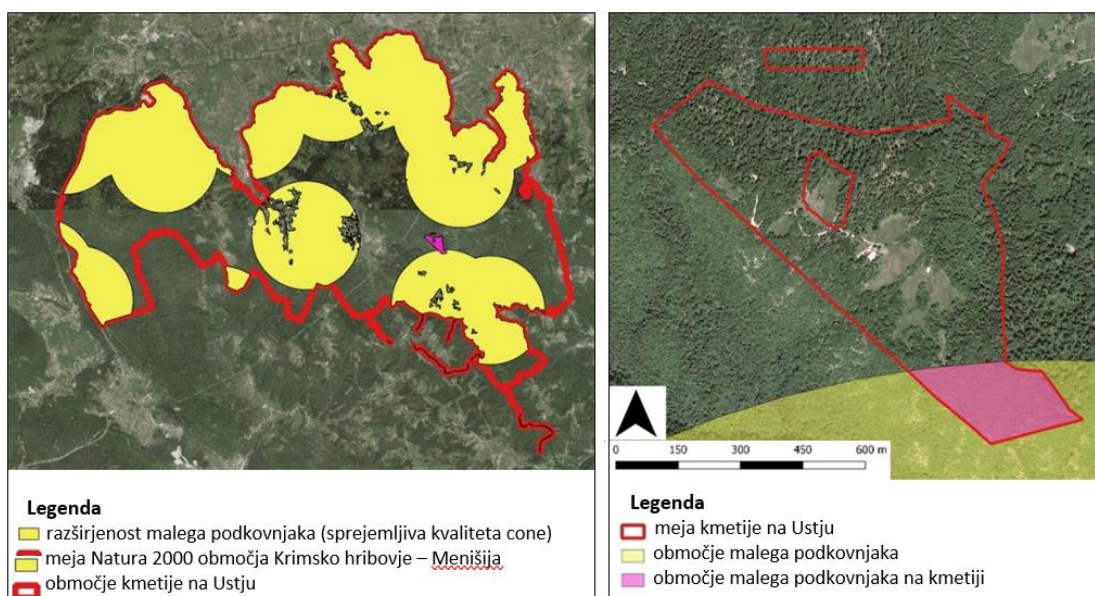 Legenda
razširjenost malega podkovnjaka (sprejemljiva kvaliteta cone)
meja Natura 2000 območja Krimsko hribovje – Menišija
območje kmetije na Ustju
0 150 300 450 600 m
Legenda
meja kmetije na Ustju
območje malega podkovnjaka
območje malega podkovnjaka na kmetiji